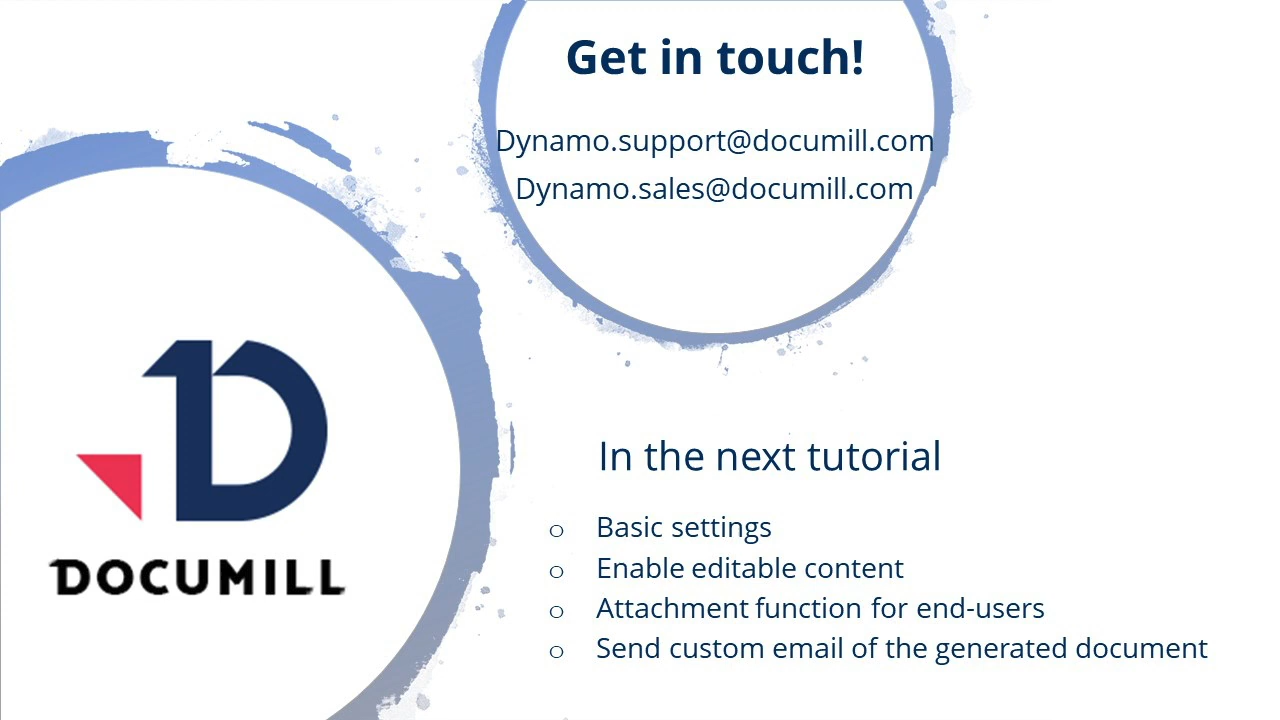 Get in touch!
Dynamo.support@documill.com
Dynamo.sales@documill.com
DOCUMILL
In the next tutorial
o Basic settings
o Enable editable content
o Attachment function for end-users
o Send custom email of the generated document